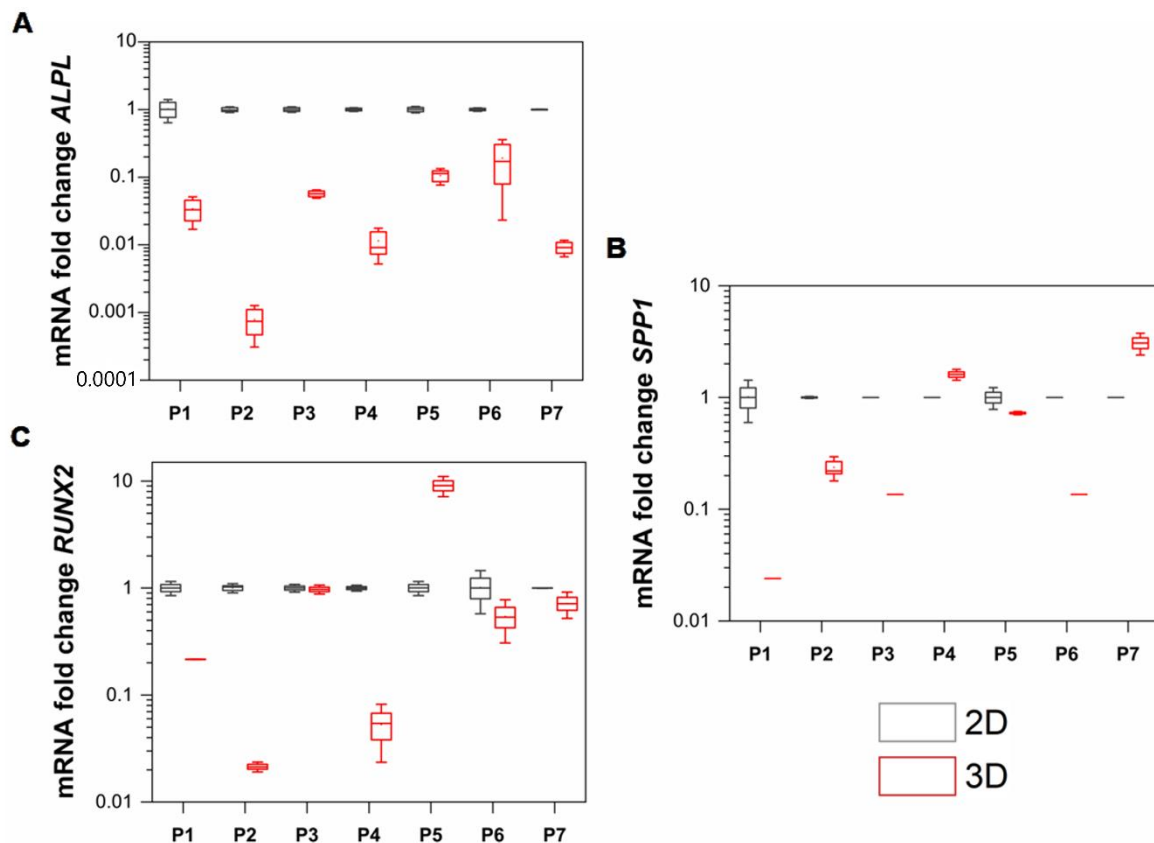 A
mRNA fold change ALPL
10
1
0.1
0.01
0.001
0.0001
P1 P2 P3 P4 P5 P6 P7
B
mRNA fold change SPP1
10
1
0.1
0.01
P1 P2 P3 P4 P5 P6 P7
C
mRNA fold change RUNX2
10
1
0.1
0.01
P1 P2 P3 P4 P5 P6 P7
2D
3D